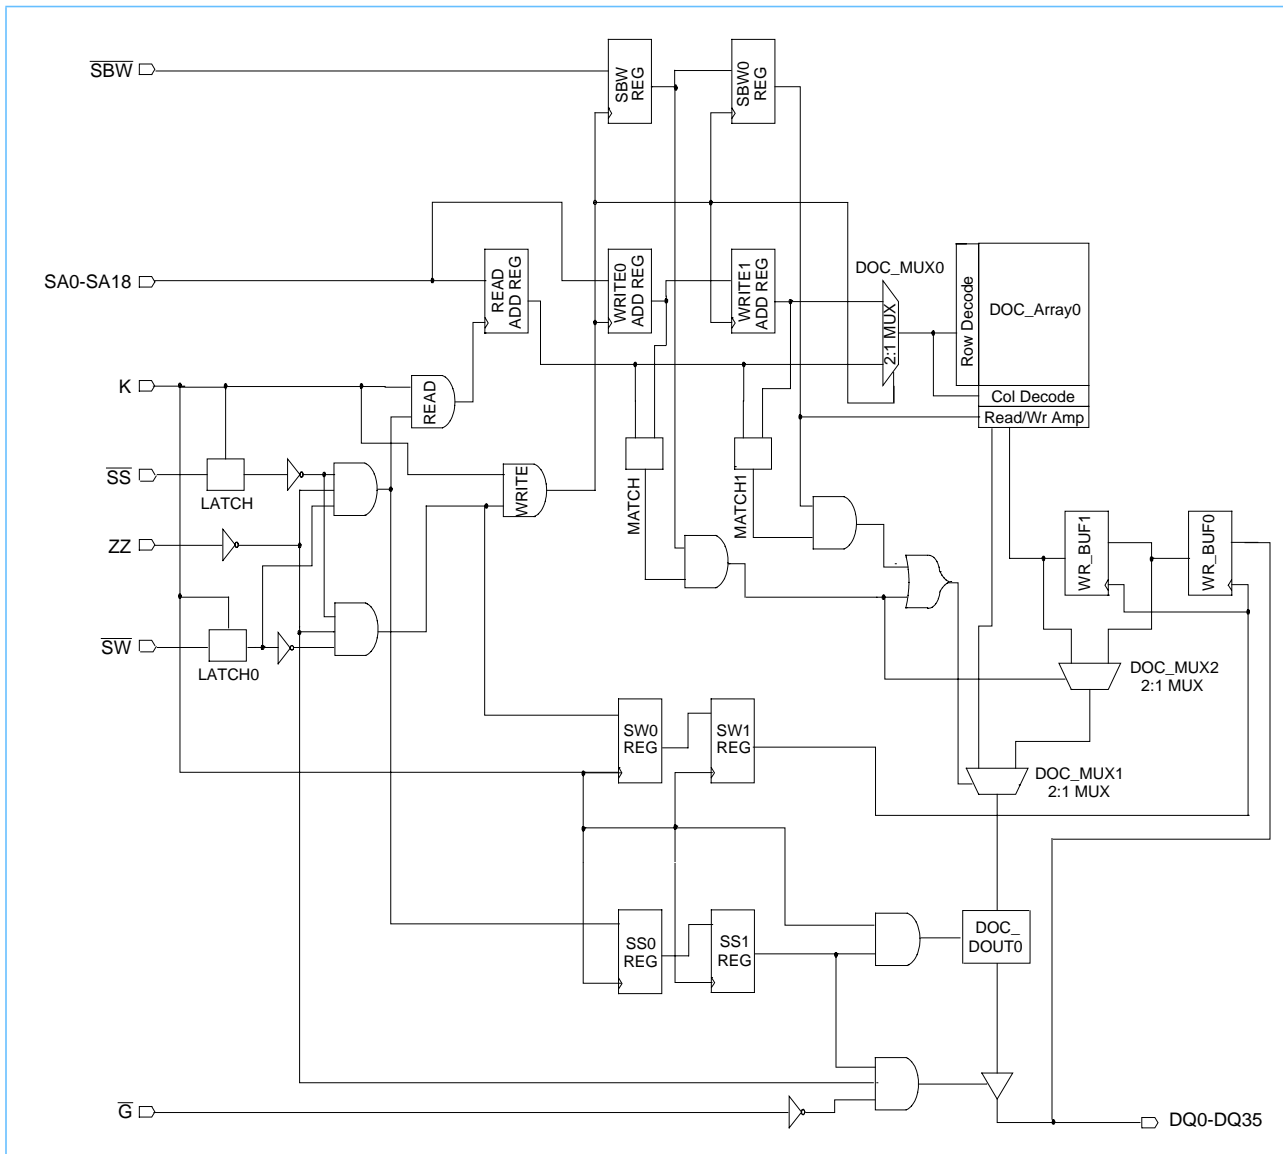 SBW
SBW
REG
SBW0
REG
SA0-SA18
READ
ADD REG
WRITE0
ADD REG
WRITE1
ADD REG
DOC_MUX0
2:1 MUX
Row Decode
DOC_Array0
Col Decode
Read/Wr Amp
K
READ
SS
LATCH
WRITE
MATCH
MATCH1
ZZ
WR_BUF1
WR_BUF0
SW
LATCH0
DOC_MUX2
2:1 MUX
SW0
REG
SW1
REG
DOC_MUX1
2:1 MUX
SS0
REG
SS1
REG
DOC_
DOUT0
G
DQ0-DQ35